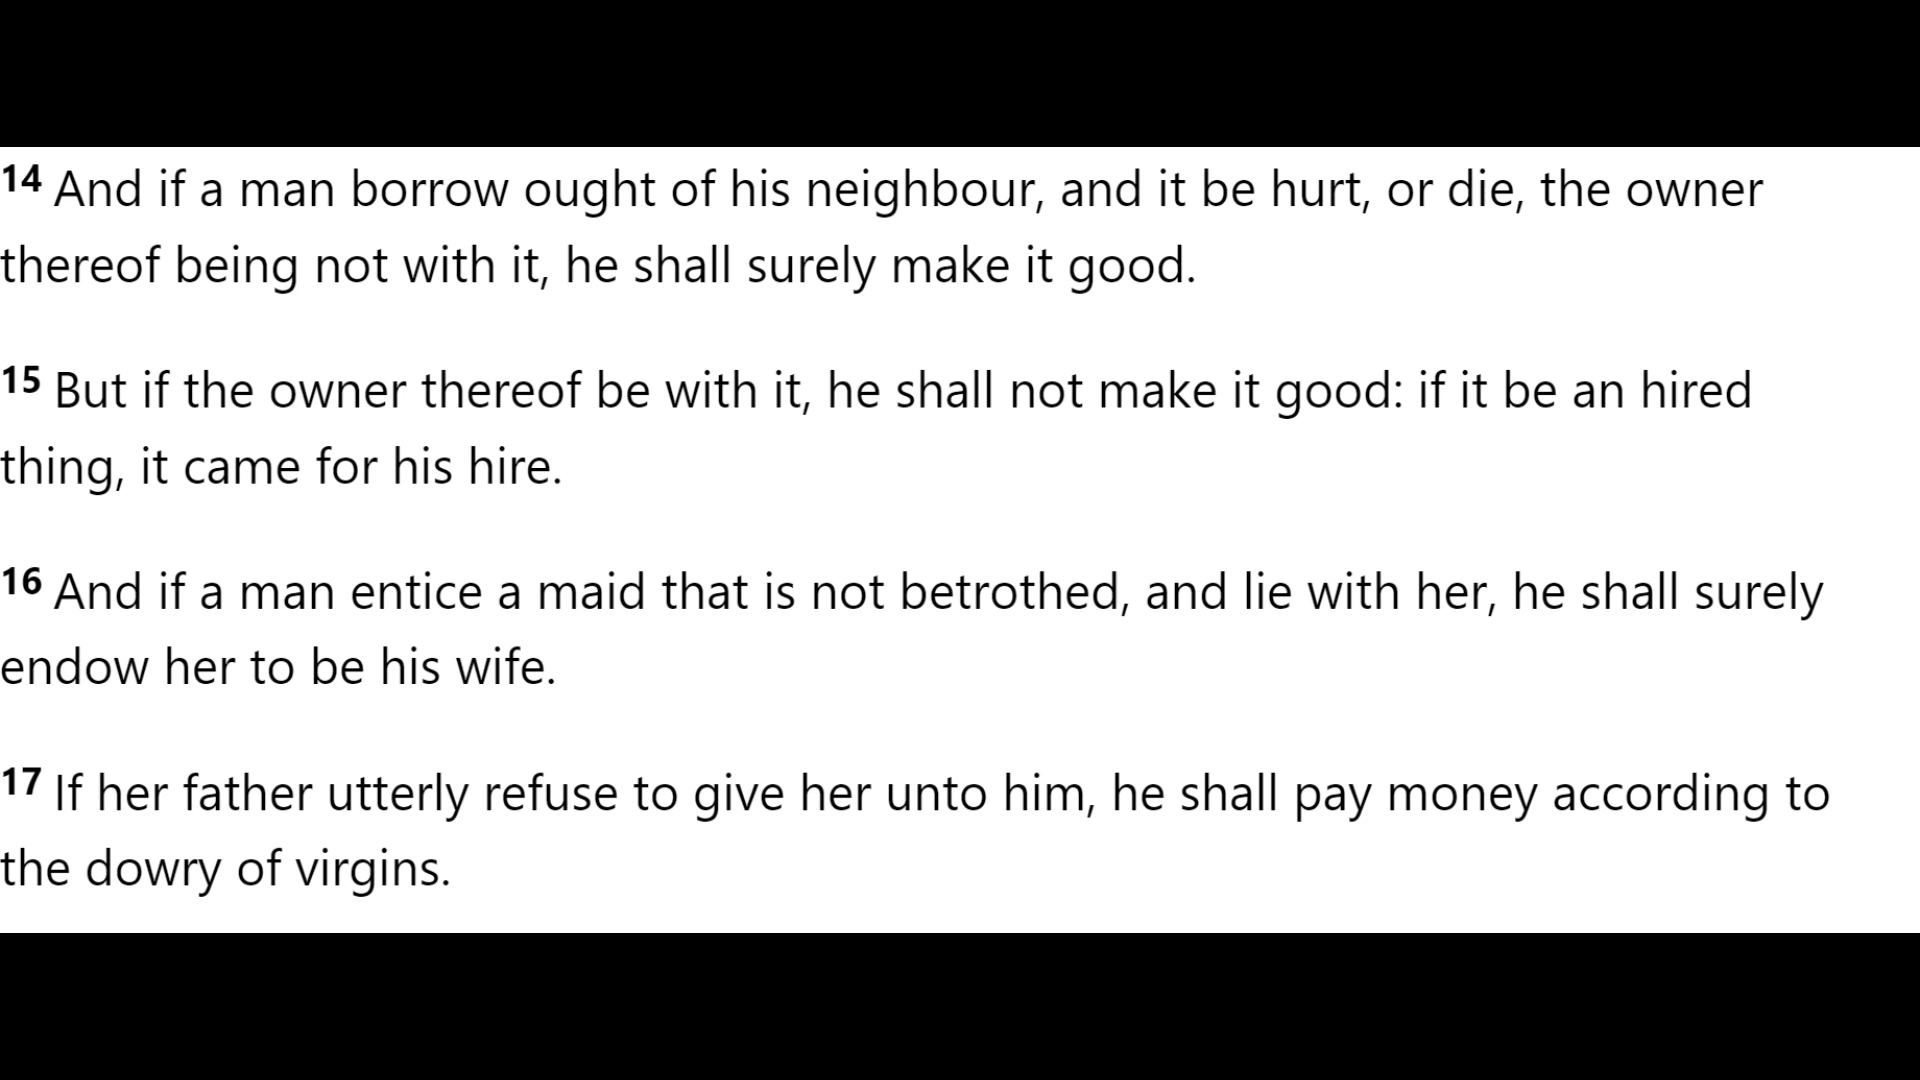 14 And if a man borrow ought of his neighbour, and it be hurt, or die, the owner
thereof being not with it, he shall surely make it good.
15 But if the owner thereof be with it, he shall not make it good: if it be an hired
thing, it came for his hire.
16 And if a man entice a maid that is not betrothed, and lie with her, he shall surely
endow her to be his wife.
17 If her father utterly refuse to give her unto him, he shall pay money according to
the dowry of virgins.